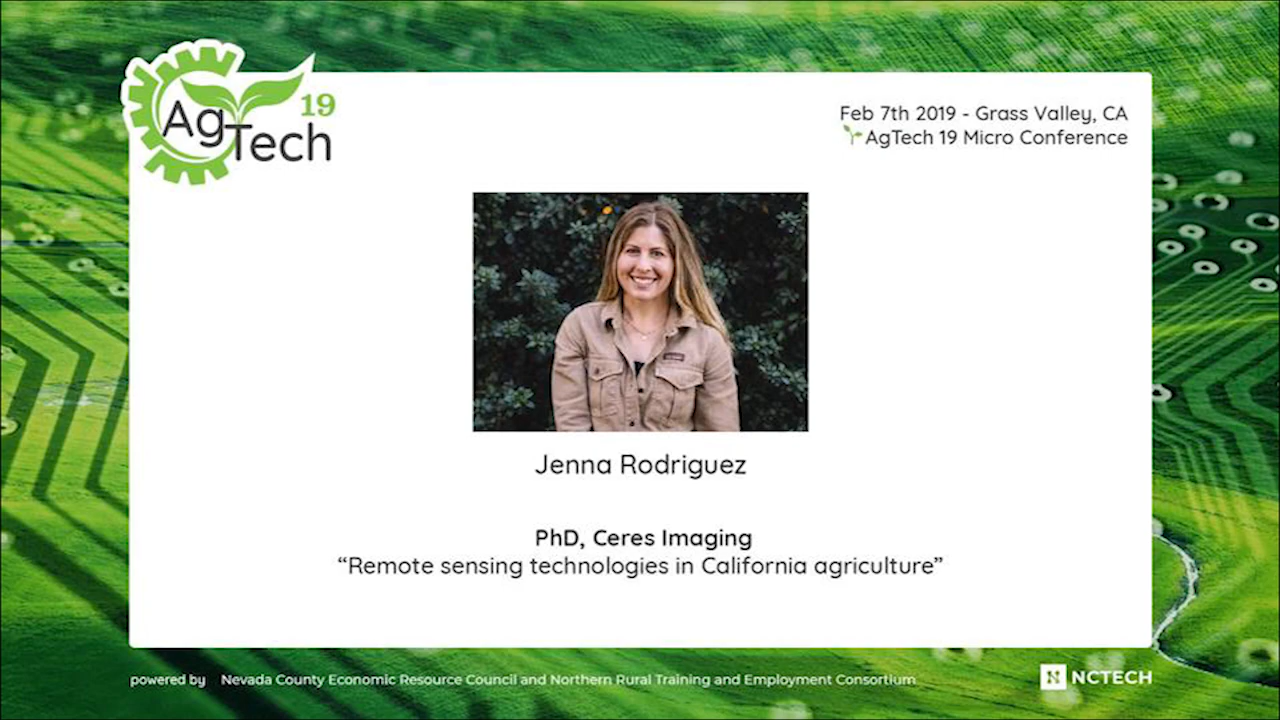 AgTech 19
Feb 7th 2019 - Grass Valley, CA
AgTech 19 Micro Conference
Jenna Rodriguez
PhD, Ceres Imaging
“Remote sensing technologies in California agriculture”
powered by Nevada County Economic Resource Council and Northern Rural Training and Employment Consortium
N NCTECH